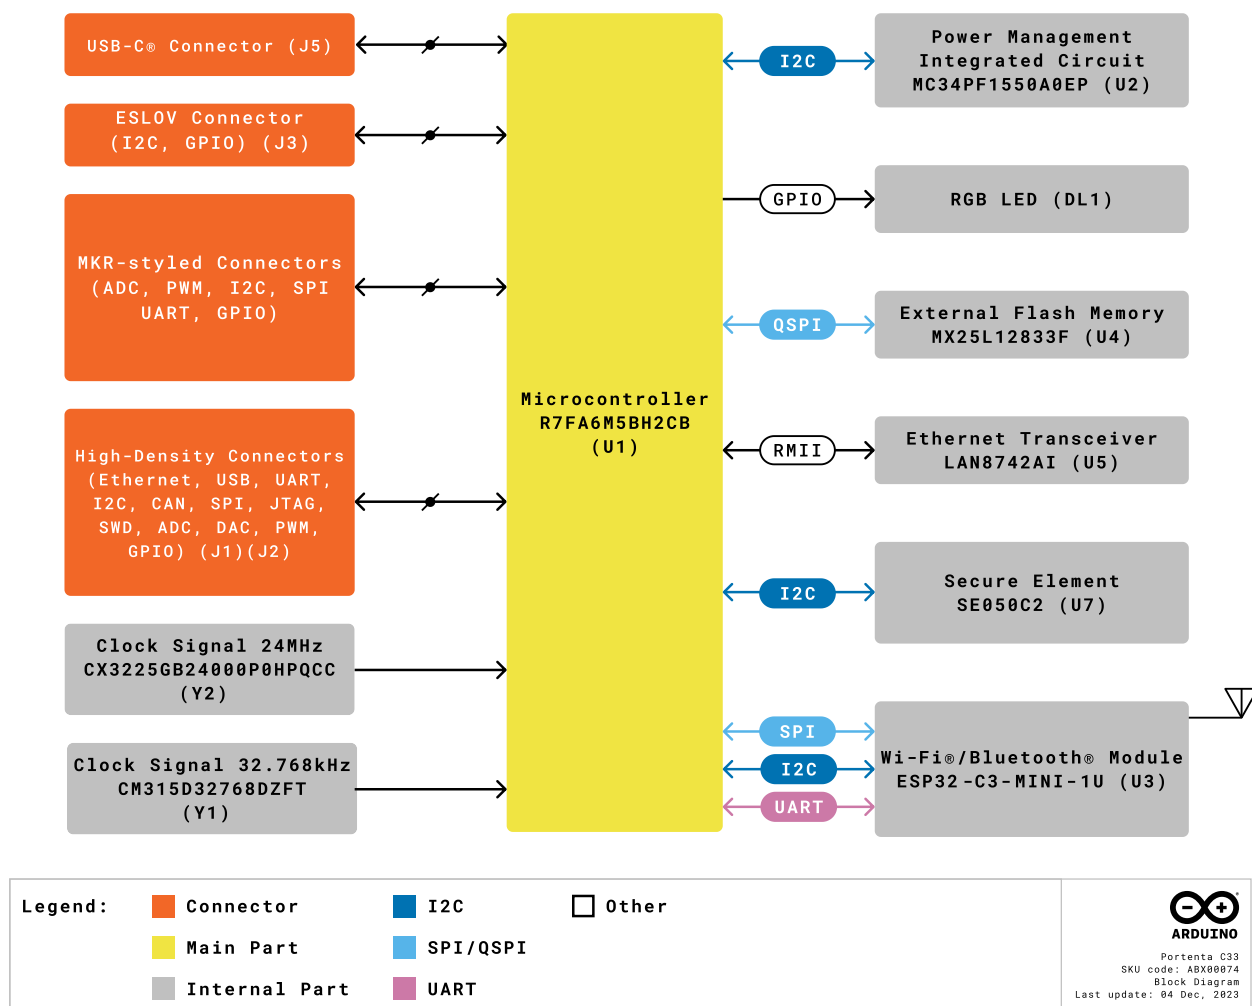 USB-C® Connector (J5)
ESLOV Connector
(I2C, GPIO) (J3)
MKR-styled Connectors
(ADC, PWM, I2C, SPI
UART, GPIO)
High-Density Connectors
(Ethernet, USB, UART,
I2C, CAN, SPI, JTAG,
SWD, ADC, DAC, PWM,
GPIO) (J1)(J2)
Clock Signal 24MHz
CX3225GB24000P0HPQCC
(Y2)
Clock Signal 32.768kHz
CM315D32768DZFT
(Y1)
Microcontroller
R7FA6M5BH2CB
(U1)
I2C
Power Management
Integrated Circuit
MC34PF1550A0EP (U2)
GPIO
RGB LED (DL1)
QSPI
External Flash Memory
MX25L12833F (U4)
RMII
Ethernet Transceiver
LAN8742AI (U5)
I2C
Secure Element
SE050C2 (U7)
SPI
I2C
UART
Wi-Fi®/Bluetooth® Module
ESP32-C3-MINI-1U (U3)
Legend:
Connector
Main Part
Internal Part
I2C
SPI/QSPI
UART
Other
ARDUINO
Portenta C33
SKU code: ABX00074
Block Diagram
Last update: 04 Dec, 2023